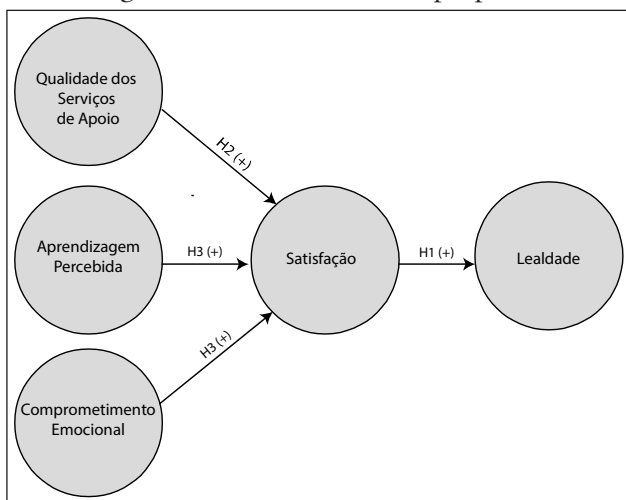 Qualidade dos
Serviços
de Apoio
H2 (+)
Aprendizagem
Percebida
H3 (+)
Satisfação
H1 (+)
Lealdade
H3 (+)
Comprometimento
Emocional